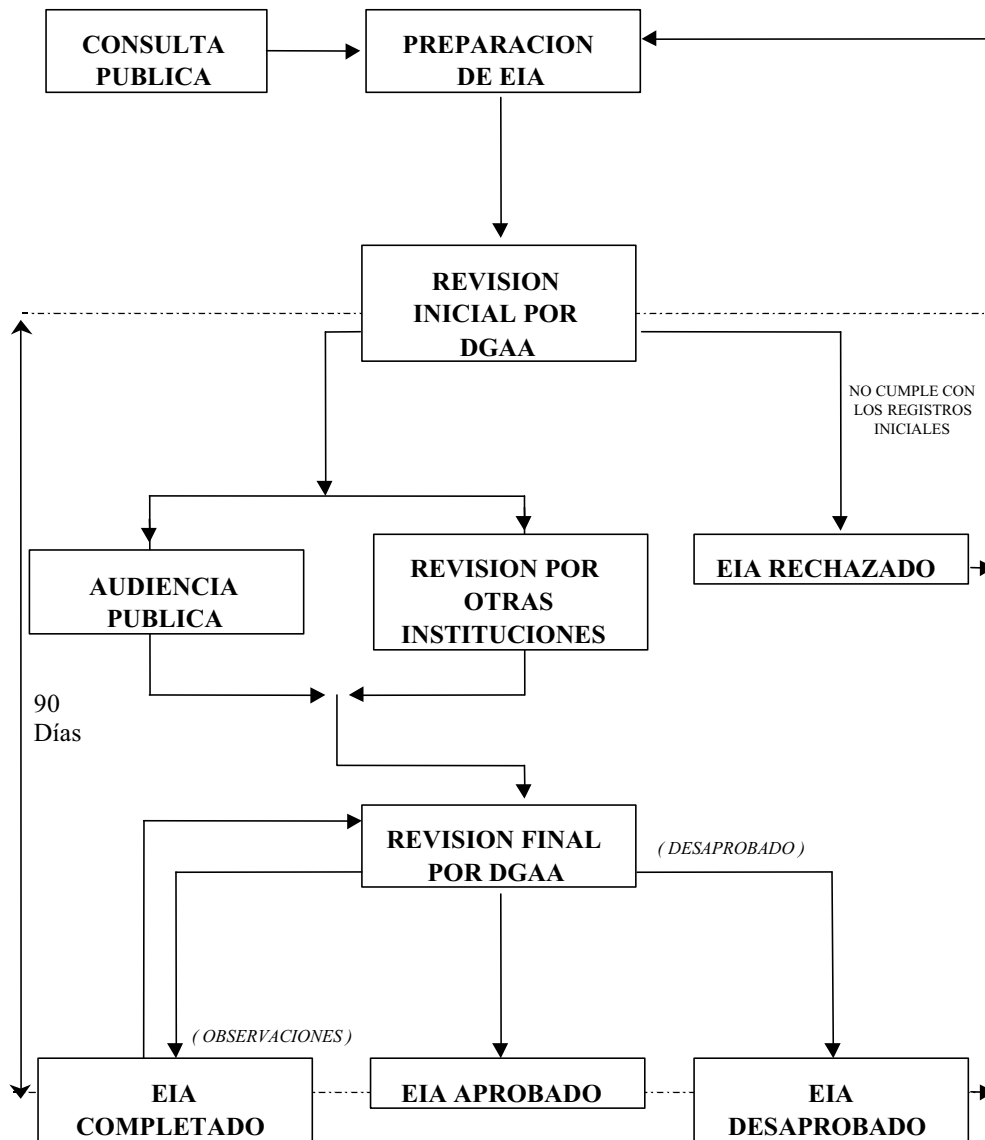 CONSULTA
PUBLICA
PREPARACION
DE EIA
REVISION
INICIAL POR
DGAA
NO CUMPLE CON
LOS REGISTROS
INICIALES
AUDIENCIA
PUBLICA
REVISION POR
OTRAS
INSTITUCIONES
EIA RECHAZADO
90
Días
REVISION FINAL
POR DGAA
( DESAPROBADO )
( OBSERVACIONES )
EIA
COMPLETADO
EIA APROBADO
EIA
DESAPROBADO